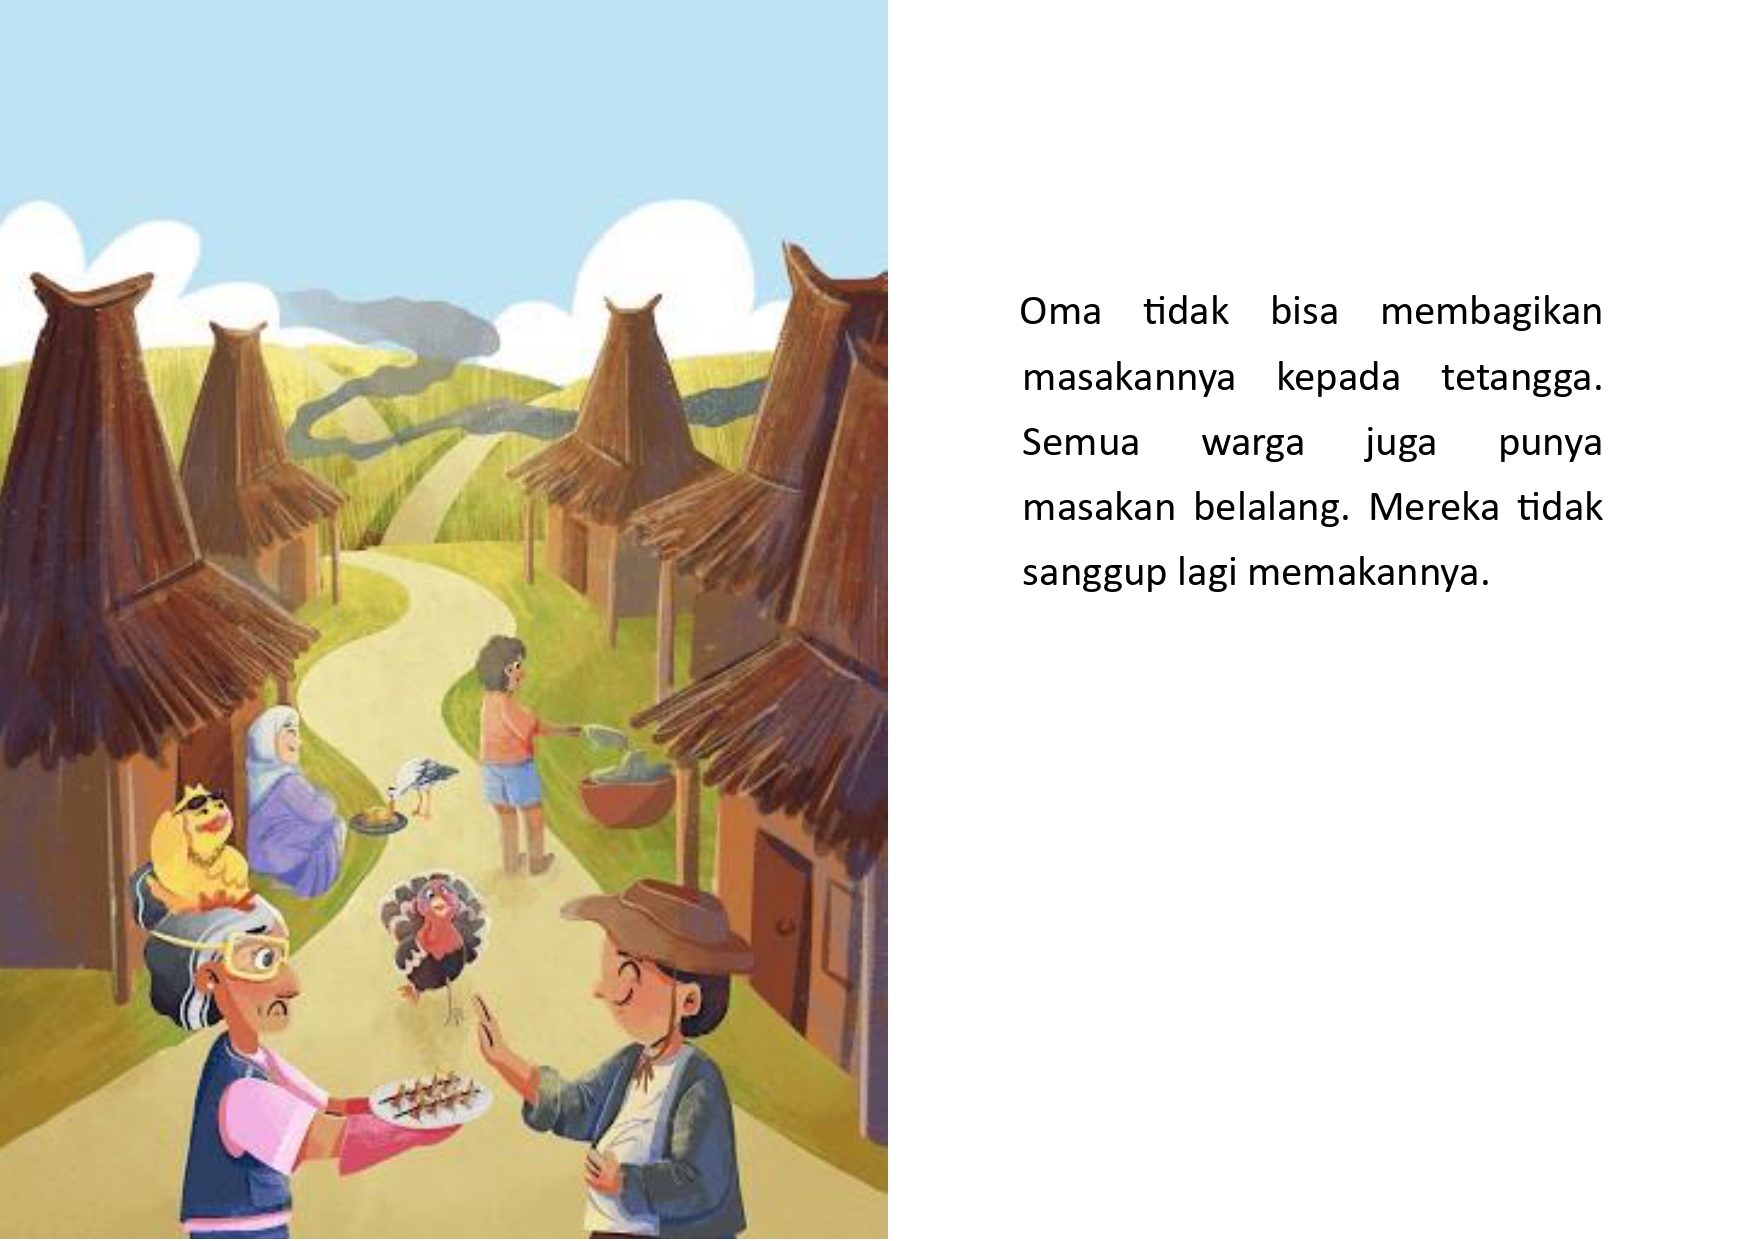 Oma tidak bisa membagikan
masakannya kepada tetangga.
Semua warga juga punya
masakan belalang. Mereka tidak
sanggup lagi memakannya.